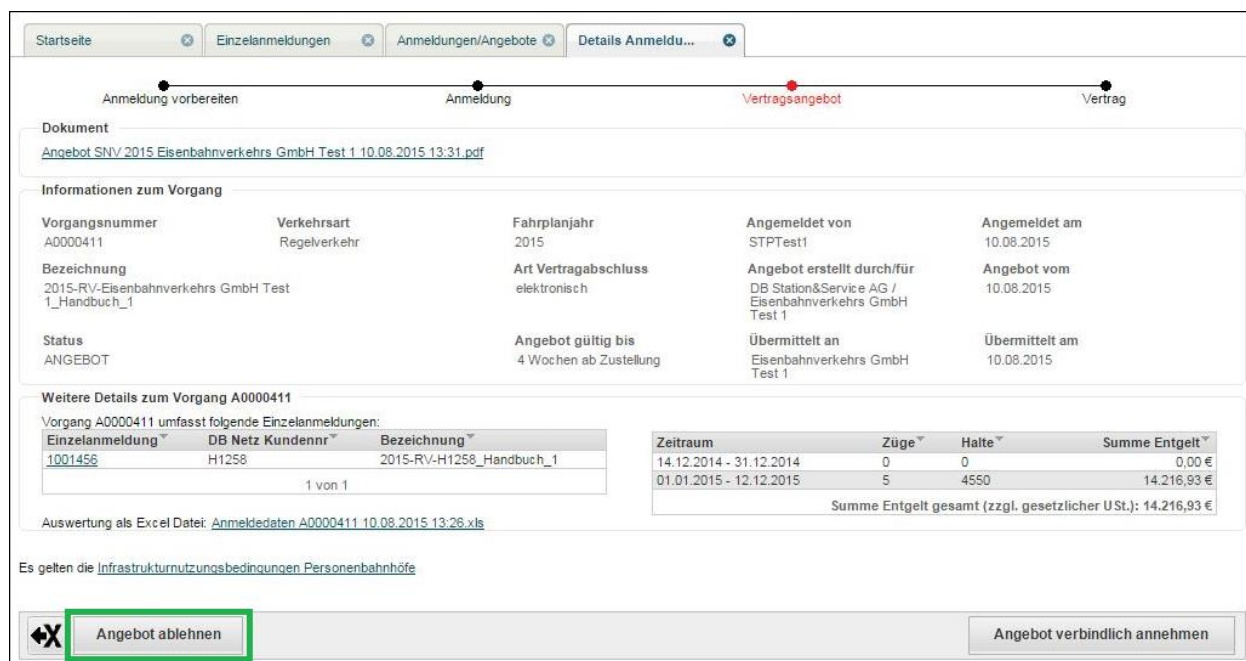 Startseite Einzelanmeldungen Anmeldungen/Angebote Details Anmeldu...
Anmeldung vorbereiten Anmeldung Vertragsangebot Vertrag
Dokument
Angebot SNV 2015 Eisenbahnverkehrs GmbH Test 1 10.08.2015 13:31.pdf
Informationen zum Vorgang
Vorgangsnummer Verkehrsart Fahrplanjahr Angemeldet von Angemeldet am
A0000411 Regelverkehr 2015 STPTest1 10.08.2015
Bezeichnung Art Vertragabschluss Angebot erstellt durch/für Angebot vom
2015-RV-Eisenbahnverkehrs GmbH Test elektronisch DB Station&Service AG / 10.08.2015
1_Handbuch_1 Eisenbahnverkehrs GmbH
Test 1
Status Angebot gültig bis Übermittelt an Übermittelt am
ANGEBOT 4 Wochen ab Zustellung Eisenbahnverkehrs GmbH 10.08.2015
Test 1
Weitere Details zum Vorgang A0000411
Vorgang A0000411 umfasst folgende Einzelanmeldungen:
Einzelanmeldung DB Netz Kundennr Bezeichnung
1001456 H1258 2015-RV-H1258_Handbuch_1
1 von 1
Zeitraum Züge Halte Summe Entgelt
14.12.2014 - 31.12.2014 0 0 0,00 €
01.01.2015 - 12.12.2015 5 4550 14.216,93 €
Summe Entgelt gesamt (zzgl. gesetzlicher USt.): 14.216,93 €
Auswertung als Excel Datei: Anmeldedaten A0000411 10.08.2015 13:26.xls
Es gelten die Infrastrukturnutzungsbedingungen Personenbahnhöfe
X Angebot ablehnen Angebot verbindlich annehmen